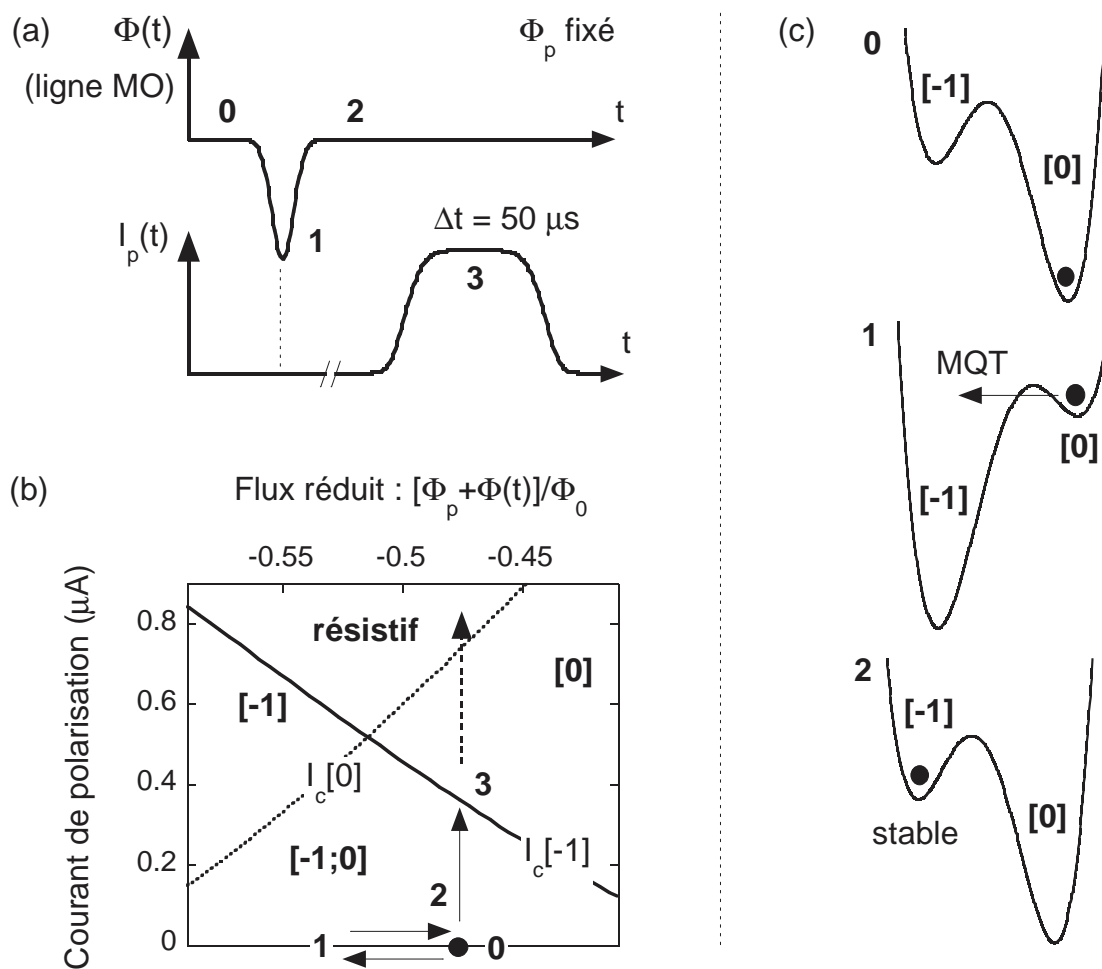 (a) Φ(t) Φp fixé
(ligne MO)
0 2 t
1
Ip(t) Δt = 50 μs
3
t
(b) Flux réduit : [Φp+Φ(t)]/Φ0
-0.55 -0.5 -0.45
Courant de polarisation (μA)
0.8
0.6
0.4
0.2
0
résistif
[0]
[-1]
Ic[0]
3
Ic[-1]
[-1;0]
2
1 0
(c)
0
[-1]
[0]
1
MQT
[0]
[-1]
2
[-1]
[0]
stable